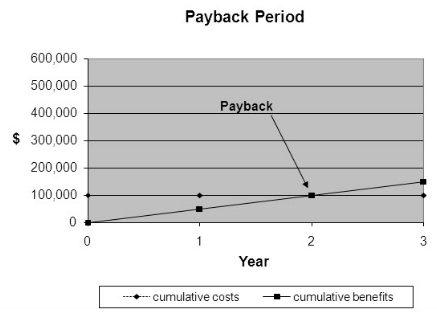 Payback Period
600,000
500,000
400,000
Payback
$ 300,000
200,000
100,000
0
0 1 2 3
Year
cumulative costs cumulative benefits